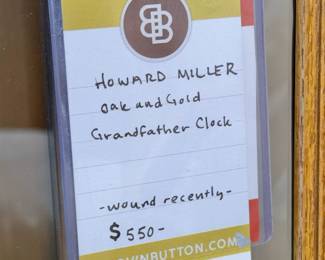 B
HOWARD MILLER
Oak and Gold
Grandfather Clock
-wound recently-
$550-